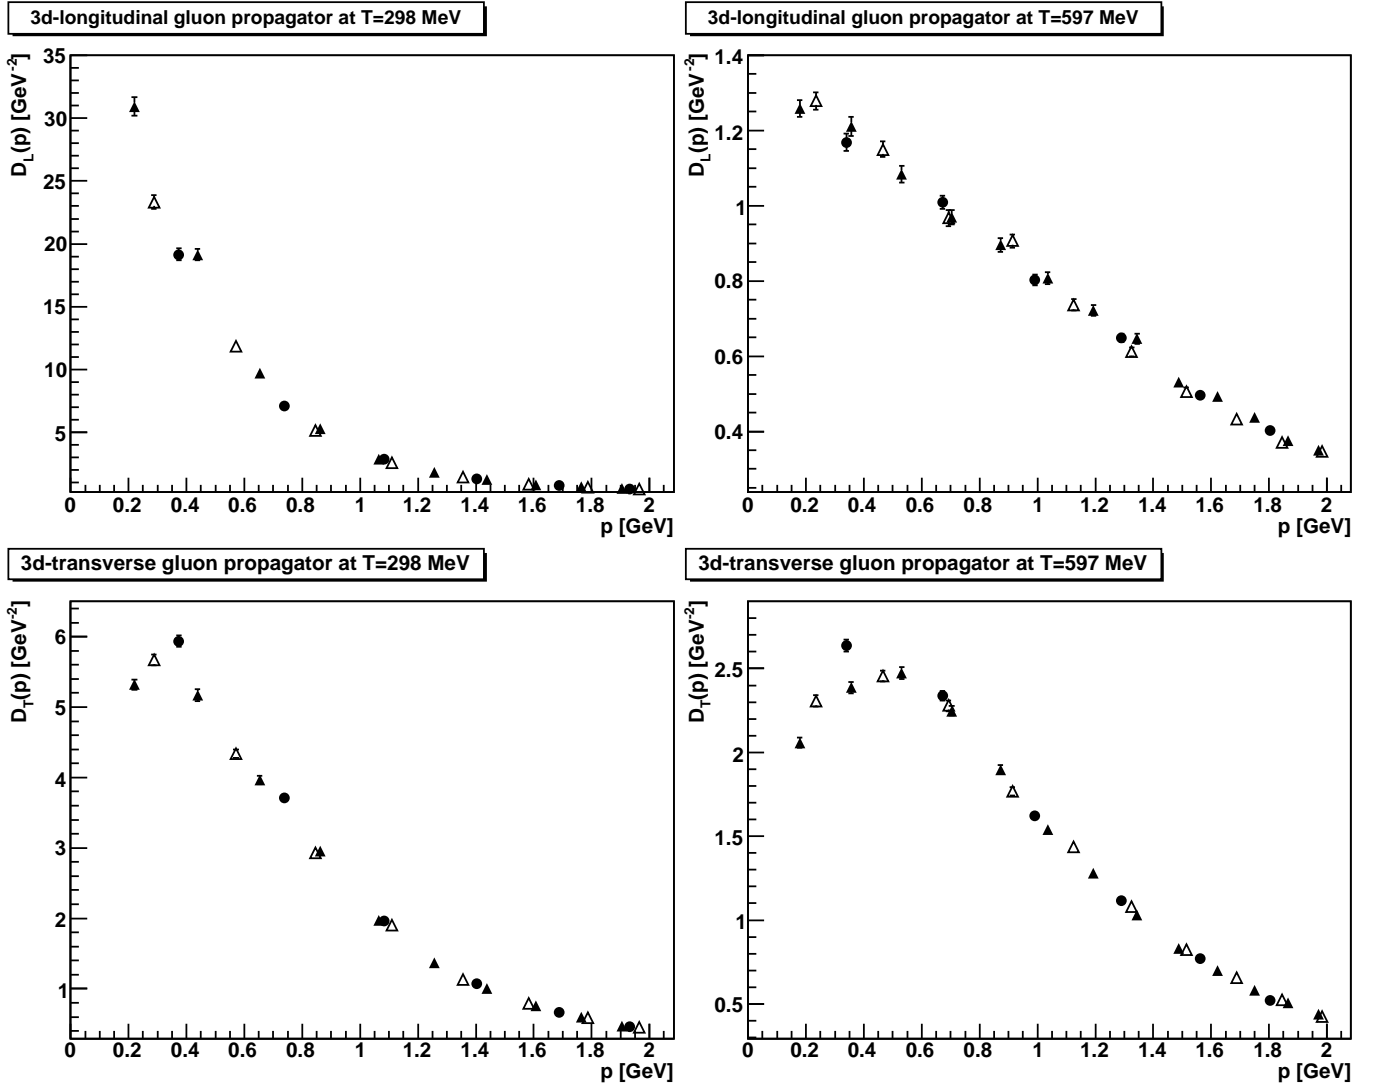 3d-longitudinal gluon propagator at T=298 MeV
D_L(p) [GeV^-2]
35
30
25
20
15
10
5
0 0.2 0.4 0.6 0.8 1 1.2 1.4 1.6 1.8 2
p [GeV]
3d-longitudinal gluon propagator at T=597 MeV
D_L(p) [GeV^-2]
1.4
1.2
1
0.8
0.6
0.4
0 0.2 0.4 0.6 0.8 1 1.2 1.4 1.6 1.8 2
p [GeV]
3d-transverse gluon propagator at T=298 MeV
D_T(p) [GeV^-2]
6
5
4
3
2
1
0 0.2 0.4 0.6 0.8 1 1.2 1.4 1.6 1.8 2
p [GeV]
3d-transverse gluon propagator at T=597 MeV
D_T(p) [GeV^-2]
2.5
2
1.5
1
0.5
0 0.2 0.4 0.6 0.8 1 1.2 1.4 1.6 1.8 2
p [GeV]